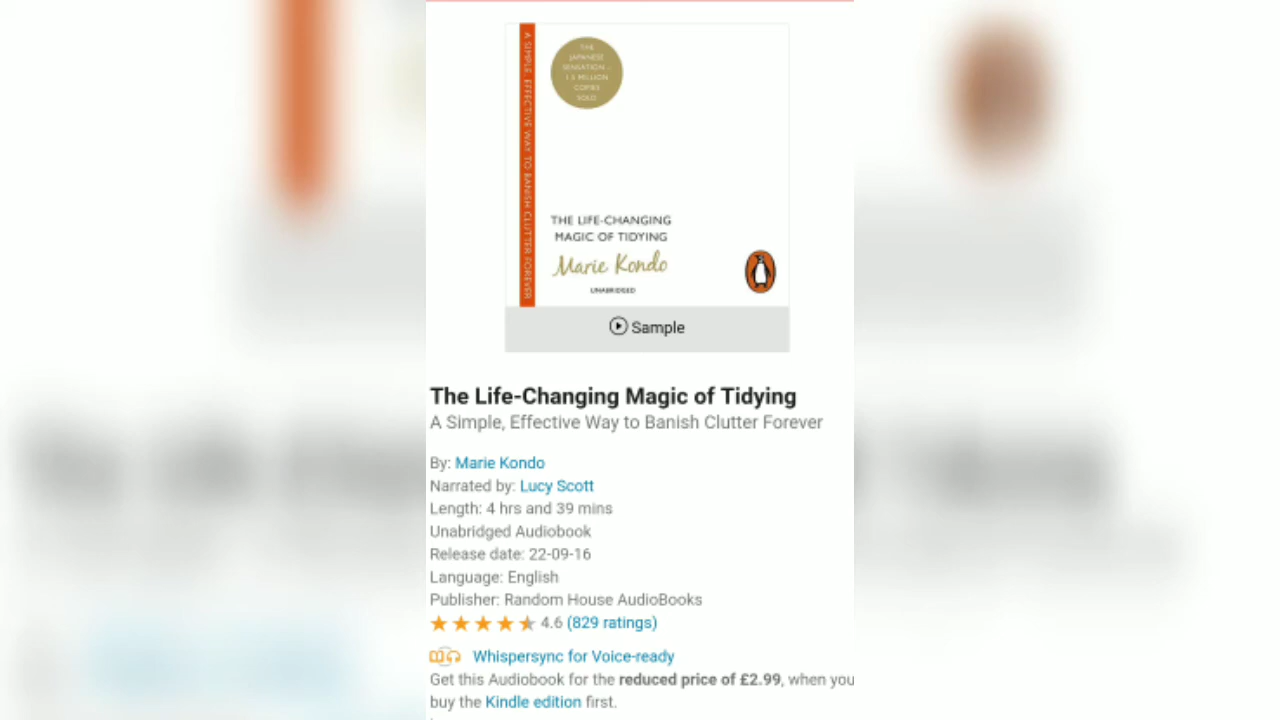 A SIMPLE, EFFECTIVE WAY TO BANISH CLUTTER FOREVER
THE
JAPANESE
SENSATION –
1.5 MILLION
COPIES
SOLD
THE LIFE-CHANGING
MAGIC OF TIDYING
Marie Kondo
UNABRIDGED
Sample
The Life-Changing Magic of Tidying
A Simple, Effective Way to Banish Clutter Forever
By: Marie Kondo
Narrated by: Lucy Scott
Length: 4 hrs and 39 mins
Unabridged Audiobook
Release date: 22-09-16
Language: English
Publisher: Random House AudioBooks
4.6 (829 ratings)
Whispersync for Voice-ready
Get this Audiobook for the reduced price of £2.99, when you
buy the Kindle edition first.